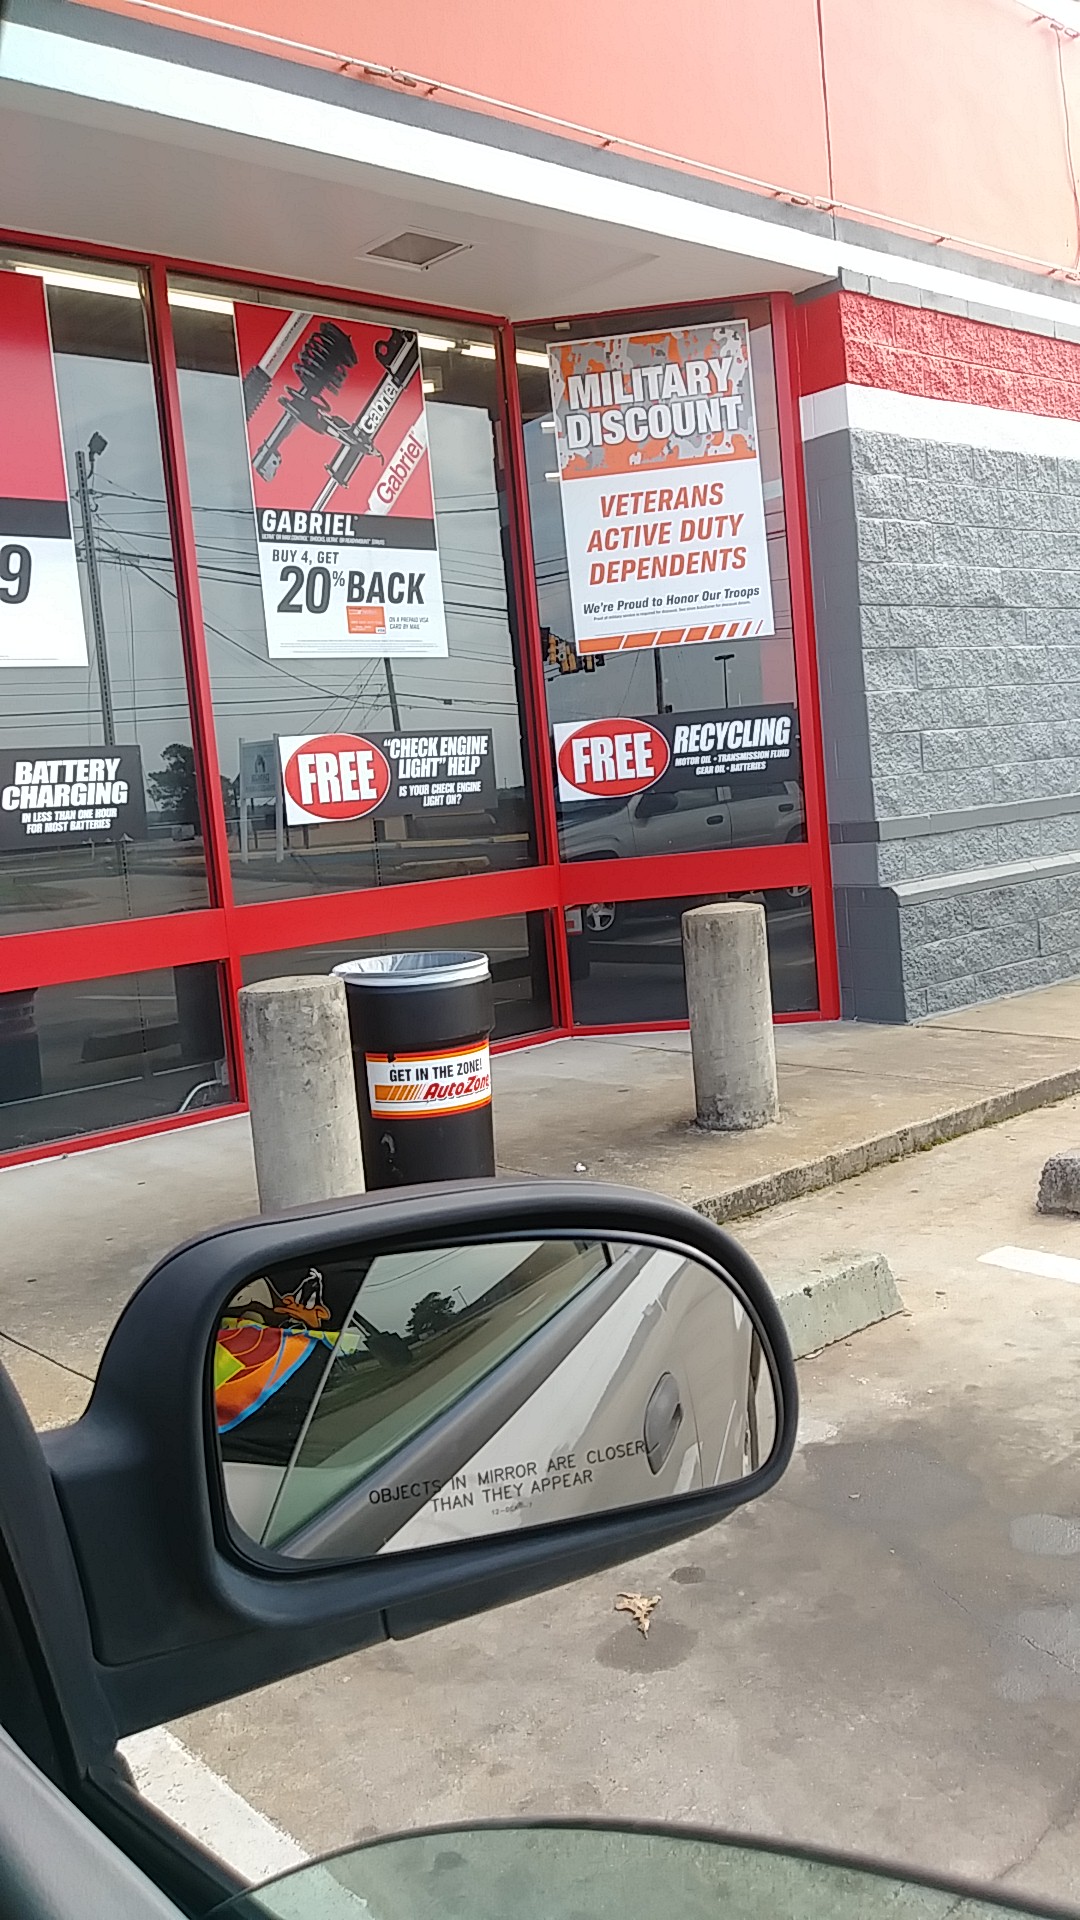 9
GABRIEL
BUY 4, GET
20% BACK
ON A PREPAID VISA
CARD BY MAIL
Gabriel
Gabriel
MILITARY
DISCOUNT
VETERANS
ACTIVE DUTY
DEPENDENTS
We're Proud to Honor Our Troops
BATTERY
CHARGING
IN LESS THAN ONE HOUR
FOR MOST BATTERIES
FREE
"CHECK ENGINE
LIGHT" HELP
IS YOUR CHECK ENGINE
LIGHT ON?
FREE
RECYCLING
MOTOR OIL • TRANSMISSION FLUID
GEAR OIL • BATTERIES
GET IN THE ZONE!
AutoZone
OBJECTS IN MIRROR ARE CLOSER
THAN THEY APPEAR